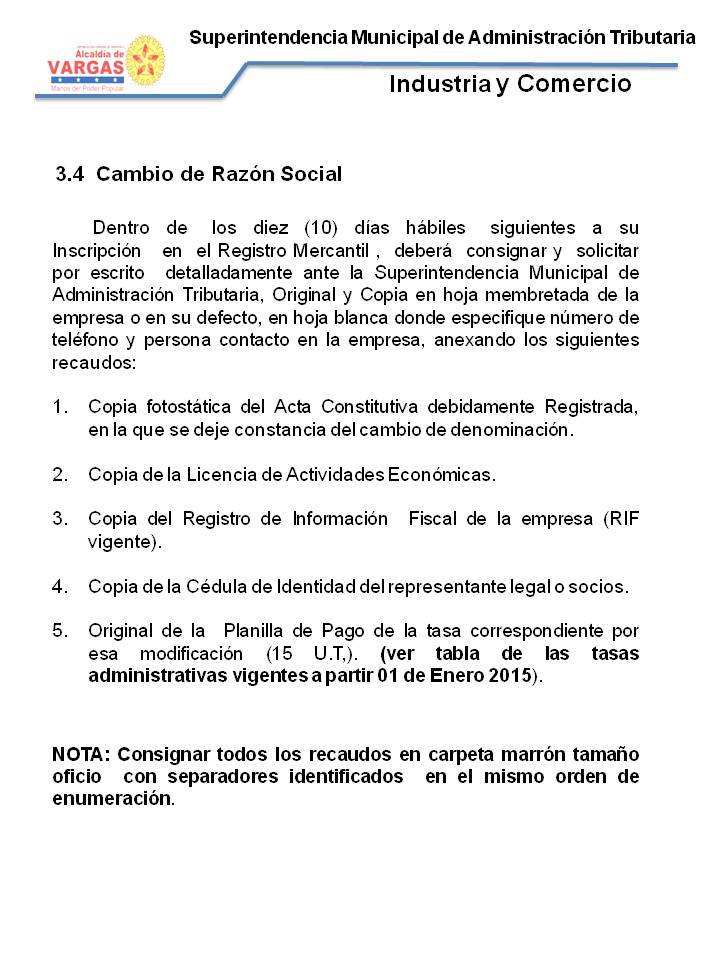 Superintendencia Municipal de Administración Tributaria
Alcaldía de
VARGAS
Manos del Poder Popular
Industria y Comercio
3.4 Cambio de Razón Social
Dentro de los diez (10) días hábiles siguientes a su
Inscripción en el Registro Mercantil , deberá consignar y solicitar
por escrito detalladamente ante la Superintendencia Municipal de
Administración Tributaria, Original y Copia en hoja membretada de la
empresa o en su defecto, en hoja blanca donde especifique número de
teléfono y persona contacto en la empresa, anexando los siguientes
recaudos:
1. Copia fotostática del Acta Constitutiva debidamente Registrada,
en la que se deje constancia del cambio de denominación.
2. Copia de la Licencia de Actividades Económicas.
3. Copia del Registro de Información Fiscal de la empresa (RIF
vigente).
4. Copia de la Cédula de Identidad del representante legal o socios.
5. Original de la Planilla de Pago de la tasa correspondiente por
esa modificación (15 U.T,). (ver tabla de las tasas
administrativas vigentes a partir 01 de Enero 2015).
NOTA: Consignar todos los recaudos en carpeta marrón tamaño
oficio con separadores identificados en el mismo orden de
enumeración.